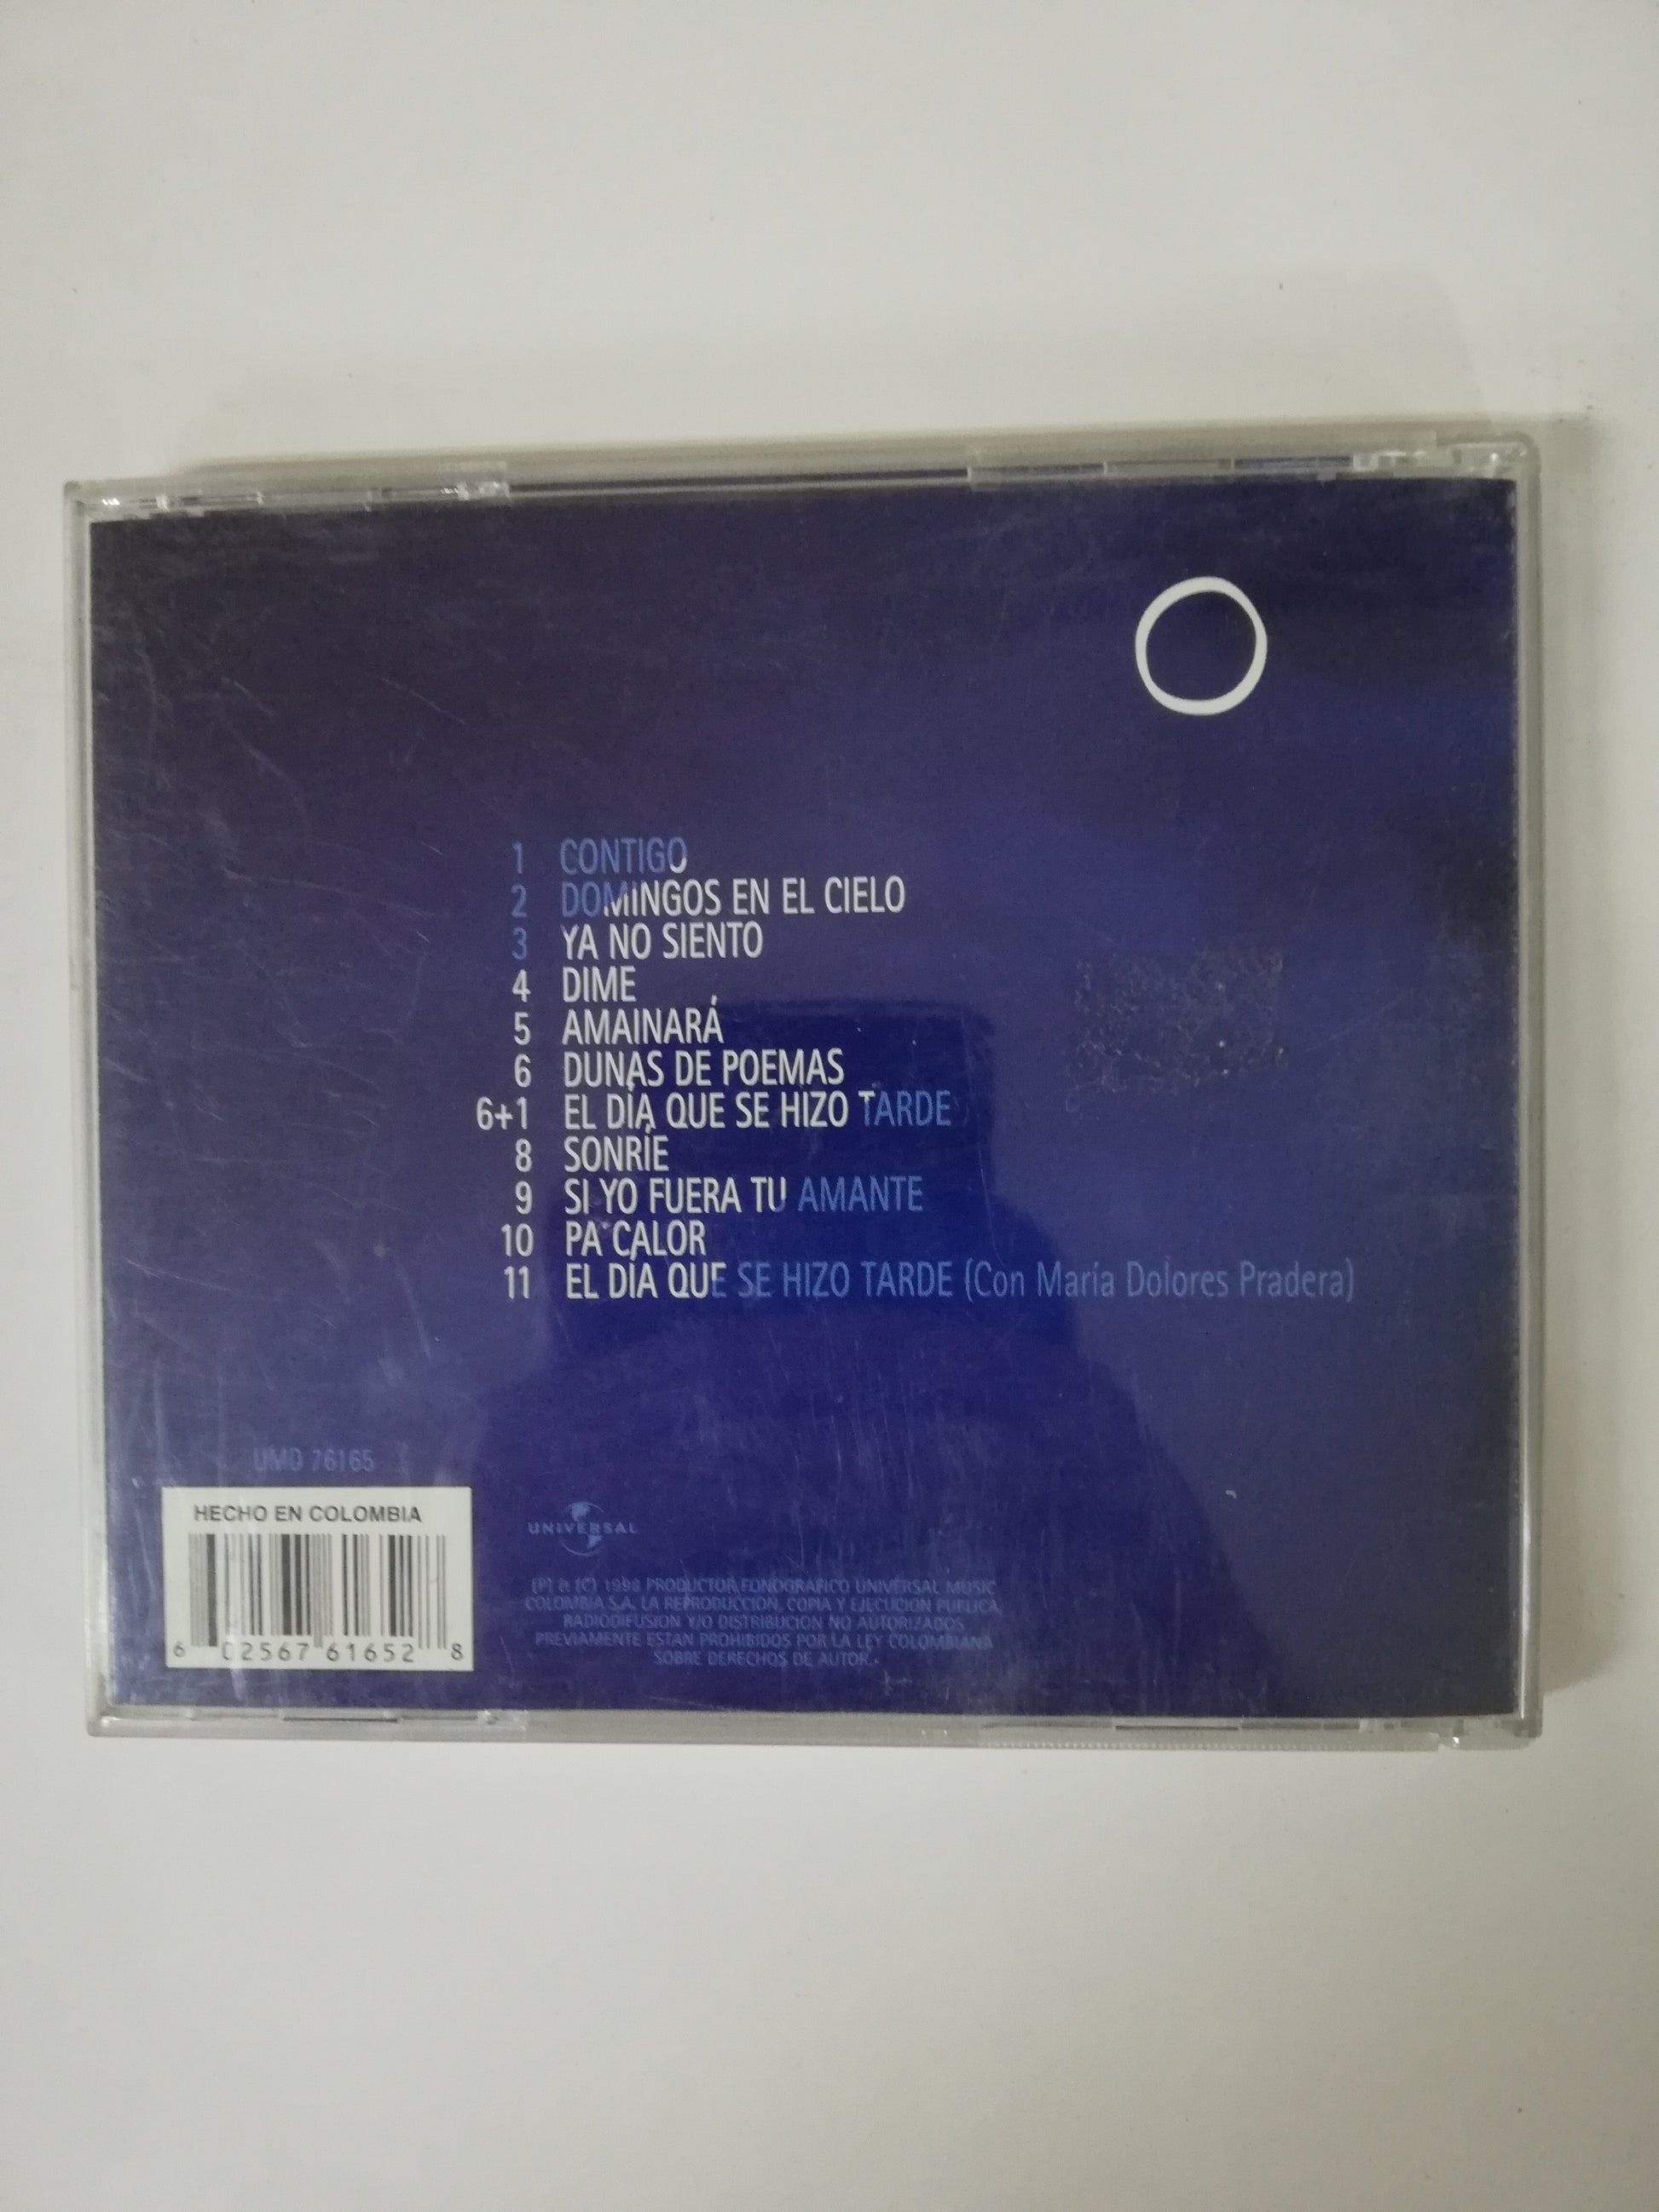 1 CONTIGO
2 DOMINGOS EN EL CIELO
3 YA NO SIENTO
4 DIME
5 AMAINARÁ
6 DUNAS DE POEMAS
6+1 EL DÍA QUE SE HIZO TARDE
8 SONRÍE
9 SI YO FUERA TU AMANTE
10 PA' CALOR
11 EL DÍA QUE SE HIZO TARDE (Con María Dolores Pradera)
UMD 76165
HECHO EN COLOMBIA
6 02567 61652 8
UNIVERSAL
(P) & (C) 1998 PRODUCTOR FONOGRAFICO UNIVERSAL MUSIC
COLOMBIA S.A. LA REPRODUCCION, COPIA Y EJECUCION PUBLICA,
RADIODIFUSION Y/O DISTRIBUCION NO AUTORIZADOS
PREVIAMENTE ESTAN PROHIBIDOS POR LA LEY COLOMBIANA
SOBRE DERECHOS DE AUTOR.